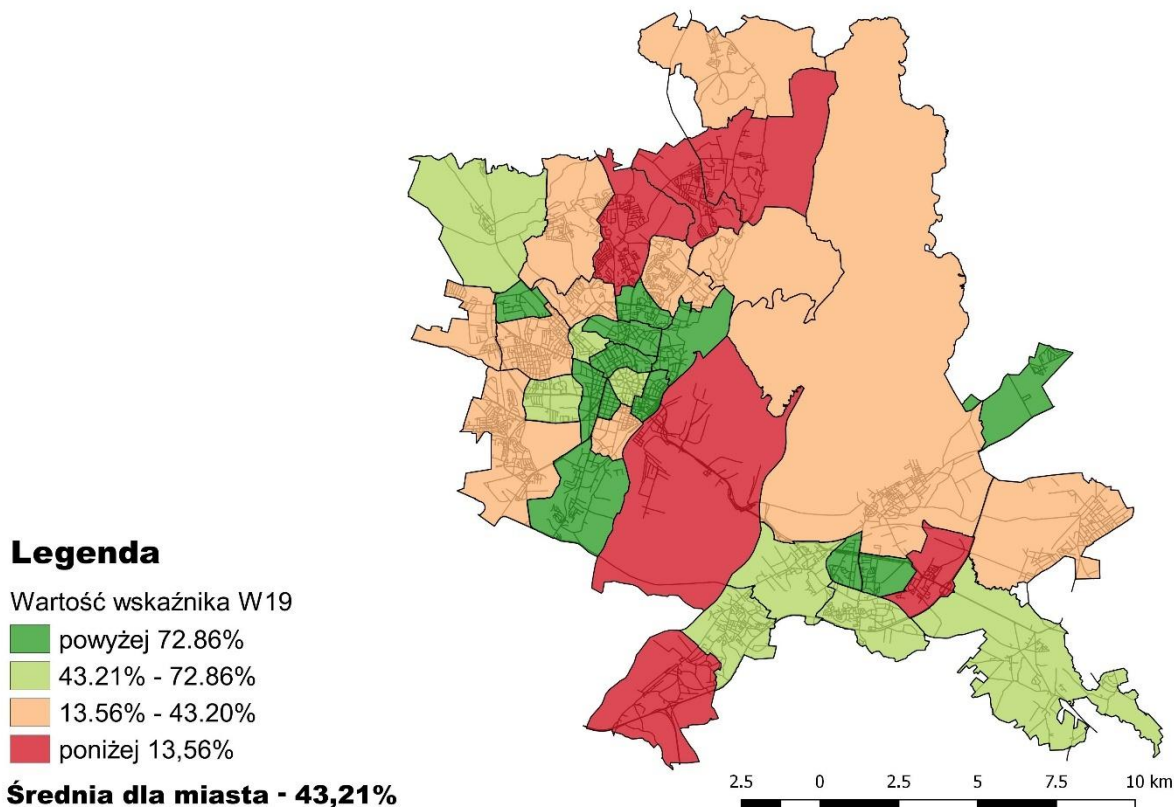 Legenda
Wartość wskaźnika W19
powyżej 72.86%
43.21% - 72.86%
13.56% - 43.20%
poniżej 13,56%
Średnia dla miasta - 43,21%
2.5 0 2.5 5 7.5 10 km